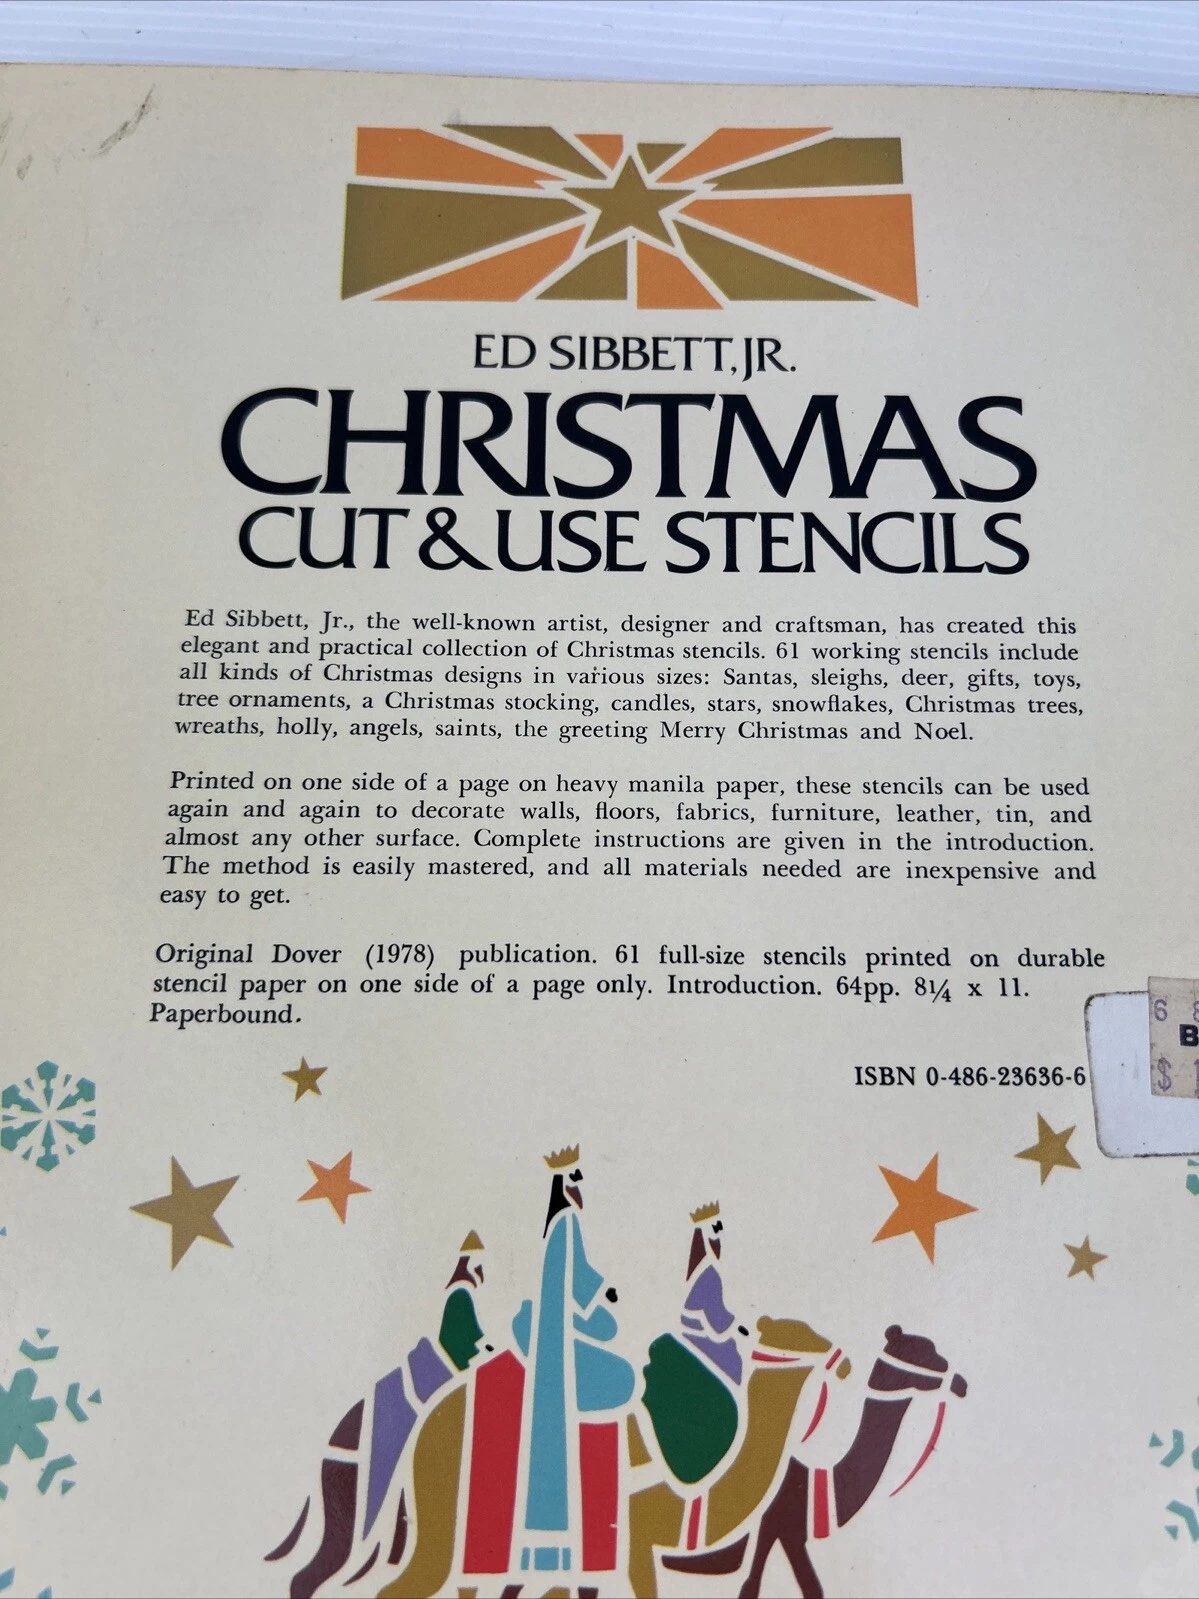 ED SIBBETT, JR.
CHRISTMAS
CUT & USE STENCILS
Ed Sibbett, Jr., the well-known artist, designer and craftsman, has created this
elegant and practical collection of Christmas stencils. 61 working stencils include
all kinds of Christmas designs in various sizes: Santas, sleighs, deer, gifts, toys,
tree ornaments, a Christmas stocking, candles, stars, snowflakes, Christmas trees,
wreaths, holly, angels, saints, the greeting Merry Christmas and Noel.
Printed on one side of a page on heavy manila paper, these stencils can be used
again and again to decorate walls, floors, fabrics, furniture, leather, tin, and
almost any other surface. Complete instructions are given in the introduction.
The method is easily mastered, and all materials needed are inexpensive and
easy to get.
Original Dover (1978) publication. 61 full-size stencils printed on durable
stencil paper on one side of a page only. Introduction. 64pp. 8¼ x 11.
Paperbound.
ISBN 0-486-23636-6
6
B
$